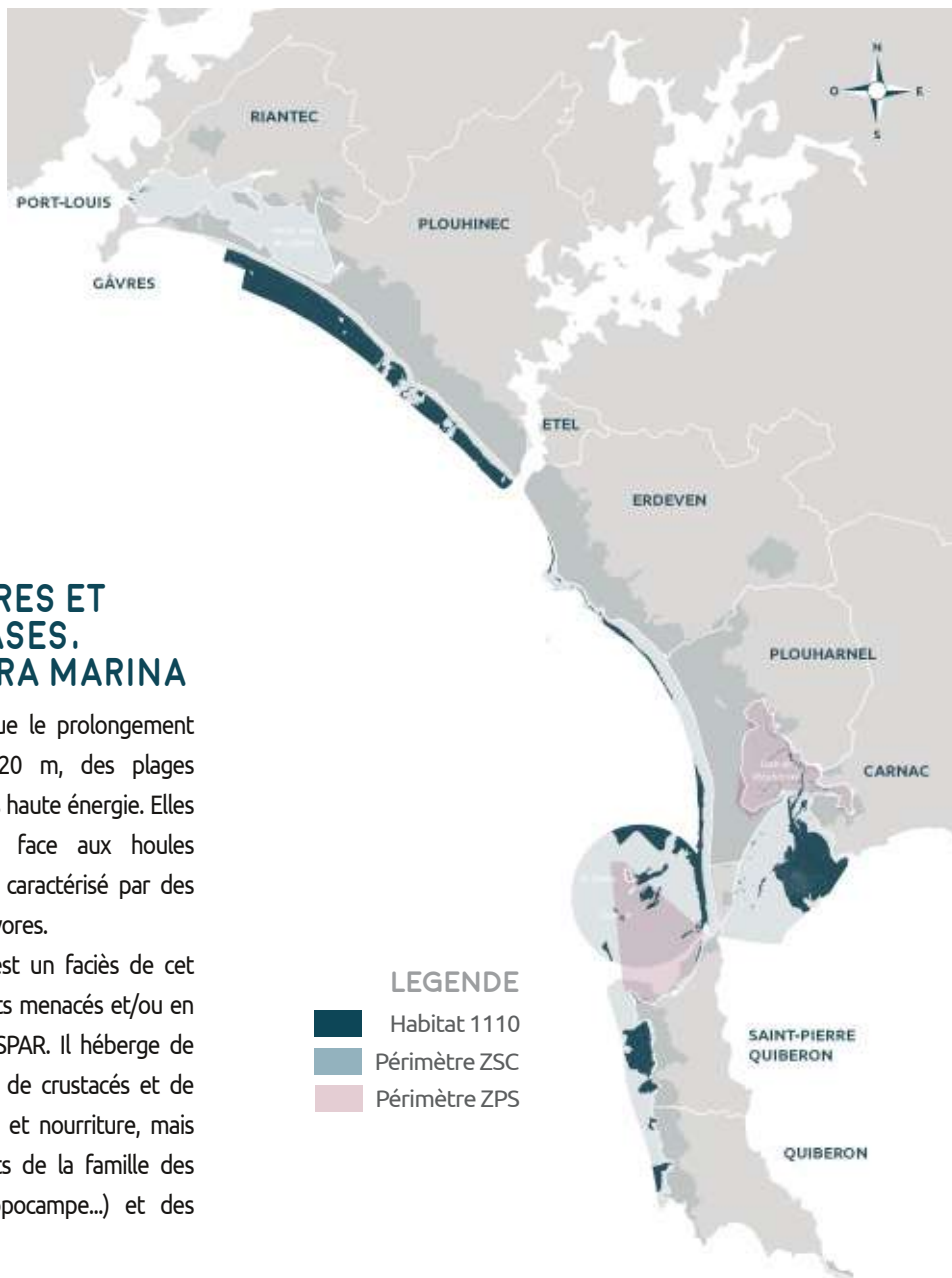 N
O
E
S
RIANTEC
PORT-LOUIS
PLOUHINEC
GÂVRES
ETEL
ERDEVEN
PLOUHARNEL
CARNAC
SAINT-PIERRE
QUIBERON
QUIBERON
RES ET
ASES.
RA MARINA
ue le prolongement
20 m, des plages
haute énergie. Elles
face aux houles
caractérisé par des
vores.
est un faciès de cet
ts menacés et/ou en
SPAR. Il héberge de
de crustacés et de
et nourriture, mais
ts de la famille des
pocampe...) et des
LEGENDE
Habitat 1110
Périmètre ZSC
Périmètre ZPS